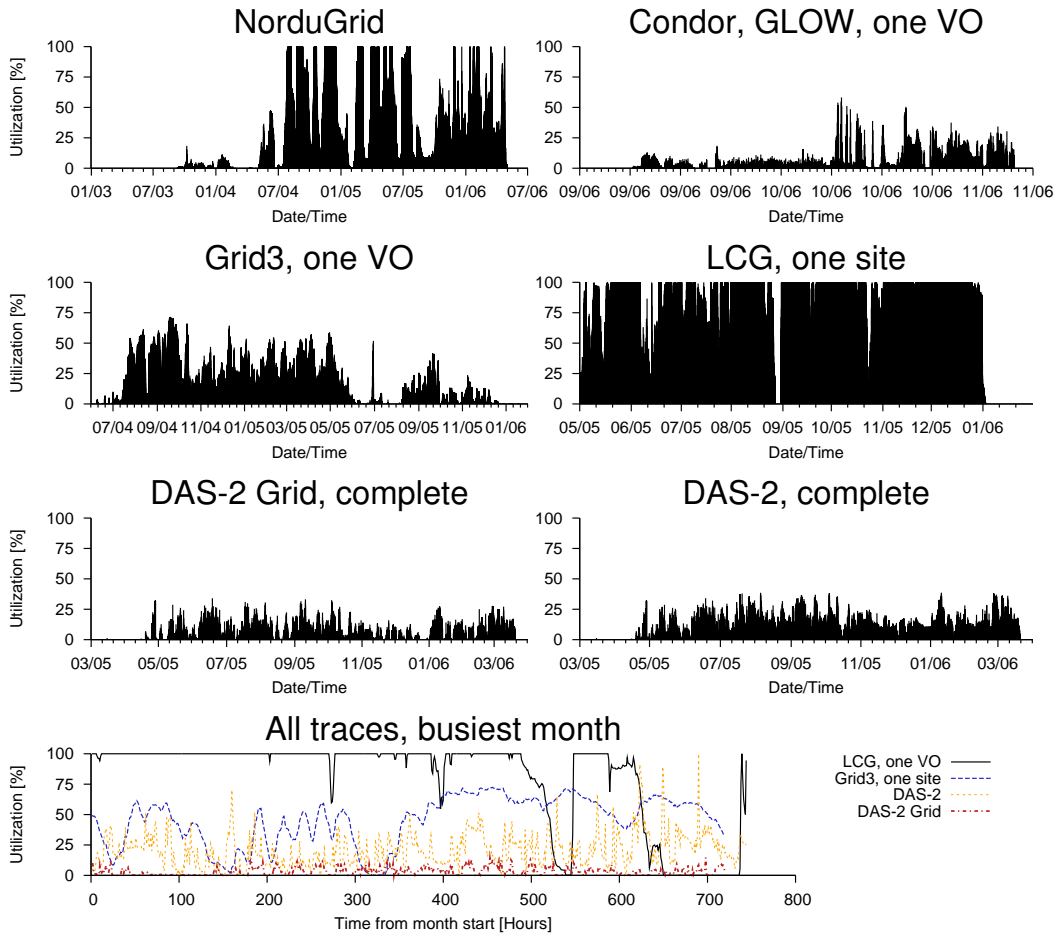 NorduGrid
Condor, GLOW, one VO
Utilization [%]
100
75
50
25
0
01/03 07/03 01/04 07/04 01/05 07/05 01/06 07/06
Date/Time
100
75
50
25
0
09/06 09/06 09/06 09/06 10/06 10/06 10/06 10/06 11/06 11/06
Date/Time
Grid3, one VO
LCG, one site
Utilization [%]
100
75
50
25
0
07/04 09/04 11/04 01/05 03/05 05/05 07/05 09/05 11/05 01/06
Date/Time
100
75
50
25
0
05/05 06/05 07/05 08/05 09/05 10/05 11/05 12/05 01/06
Date/Time
DAS-2 Grid, complete
DAS-2, complete
Utilization [%]
100
75
50
25
0
03/05 05/05 07/05 09/05 11/05 01/06 03/06
Date/Time
100
75
50
25
0
03/05 05/05 07/05 09/05 11/05 01/06 03/06
Date/Time
All traces, busiest month
Utilization [%]
100
75
50
25
0
0 100 200 300 400 500 600 700 800
Time from month start [Hours]
LCG, one VO
Grid3, one site
DAS-2
DAS-2 Grid